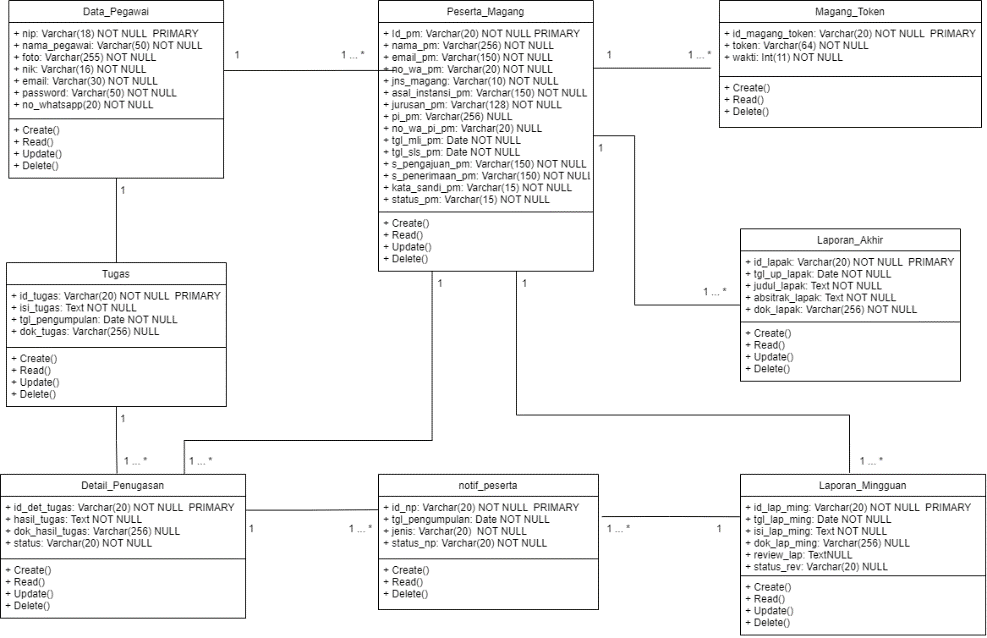 Data_Pegawai
+ nip: Varchar(18) NOT NULL PRIMARY
+ nama_pegawai: Varchar(50) NOT NULL
+ foto: Varchar(255) NOT NULL
+ nik: Varchar(16) NOT NULL
+ email: Varchar(30) NOT NULL
+ password: Varchar(50) NOT NULL
+ no_whatsapp(20) NOT NULL
+ Create()
+ Read()
+ Update()
+ Delete()
1
1 ... *
Peserta_Magang
+ Id_pm: Varchar(20) NOT NULL PRIMARY
+ nama_pm: Varchar(256) NOT NULL
+ email_pm: Varchar(150) NOT NULL
+ no_wa_pm: Varchar(20) NOT NULL
+ jns_magang: Varchar(10) NOT NULL
+ asal_instansi_pm: Varchar(150) NOT NULL
+ jurusan_pm: Varchar(128) NOT NULL
+ pi_pm: Varchar(256) NULL
+ no_wa_pi_pm: Varchar(20) NULL
+ tgl_mli_pm: Date NOT NULL
+ tgl_sls_pm: Date NOT NULL
+ s_pengajuan_pm: Varchar(150) NOT NULL
+ s_penerimaan_pm: Varchar(150) NOT NULL
+ kata_sandi_pm: Varchar(15) NOT NULL
+ status_pm: Varchar(15) NOT NULL
+ Create()
+ Read()
+ Update()
+ Delete()
1
1 ... *
Magang_Token
+ id_magang_token: Varchar(20) NOT NULL PRIMARY
+ token: Varchar(64) NOT NULL
+ wakti: Int(11) NOT NULL
+ Create()
+ Read()
+ Delete()
1
1 ... *
Laporan_Akhir
+ id_lapak: Varchar(20) NOT NULL PRIMARY
+ tgl_up_lapak: Date NOT NULL
+ judul_lapak: Text NOT NULL
+ absitrak_lapak: Text NOT NULL
+ dok_lapak: Varchar(256) NOT NULL
+ Create()
+ Read()
+ Update()
+ Delete()
1
Tugas
+ id_tugas: Varchar(20) NOT NULL PRIMARY
+ isi_tugas: Text NOT NULL
+ tgl_pengumpulan: Date NOT NULL
+ dok_tugas: Varchar(256) NULL
+ Create()
+ Read()
+ Update()
+ Delete()
1
1
1
1 ... *
1 ... *
1 ... *
Detail_Penugasan
+ id_det_tugas: Varchar(20) NOT NULL PRIMARY
+ hasil_tugas: Text NOT NULL
+ dok_hasil_tugas: Varchar(256) NULL
+ status: Varchar(20) NOT NULL
+ Create()
+ Read()
+ Update()
+ Delete()
1
1 ... *
notif_peserta
+ id_np: Varchar(20) NOT NULL PRIMARY
+ tgl_pengumpulan: Date NOT NULL
+ jenis: Varchar(20) NOT NULL
+ status_np: Varchar(20) NOT NULL
+ Create()
+ Read()
+ Delete()
1 ... *
1
Laporan_Mingguan
+ id_lap_ming: Varchar(20) NOT NULL PRIMARY
+ tgl_lap_ming: Date NOT NULL
+ isi_lap_ming: Text NOT NULL
+ dok_lap_ming: Varchar(256) NULL
+ review_lap: TextNULL
+ status_rev: Varchar(20) NULL
+ Create()
+ Read()
+ Update()
+ Delete()